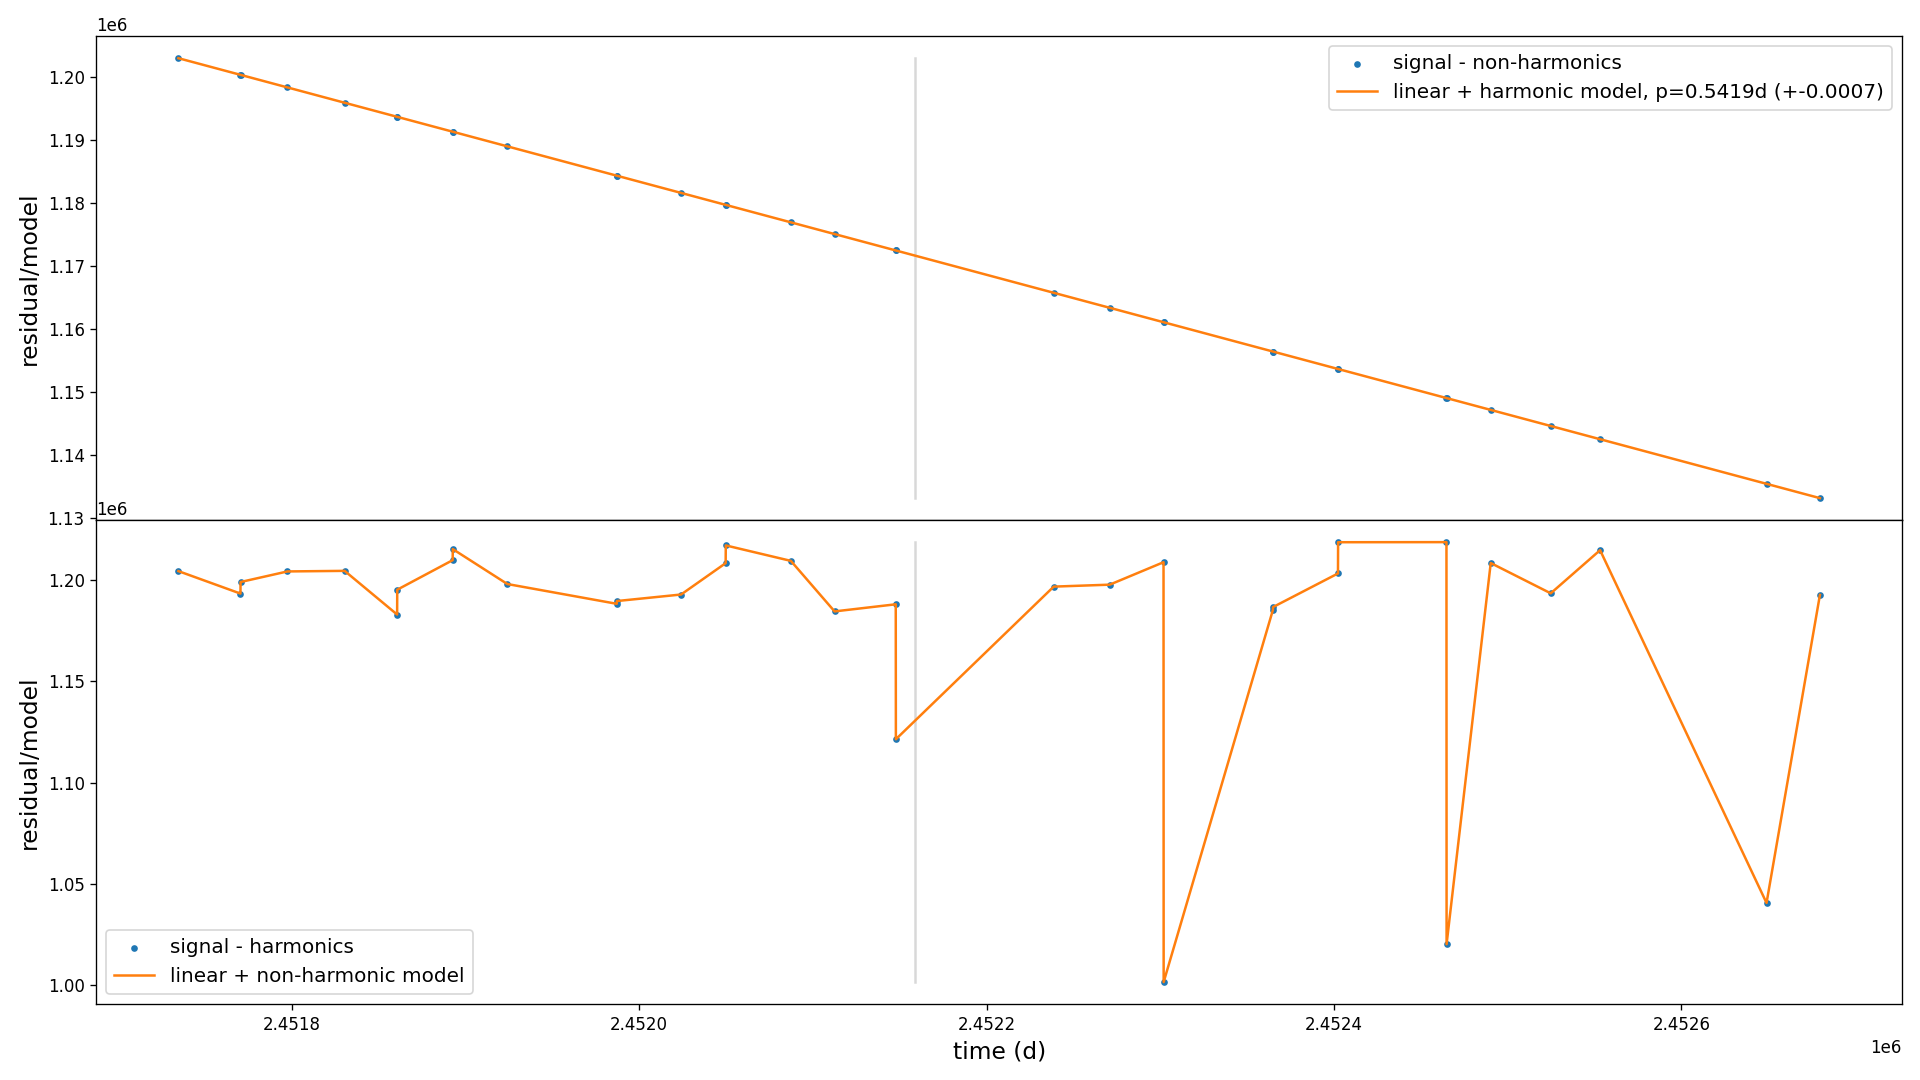 1e6
signal - non-harmonics
linear + harmonic model, p=0.5419d (+-0.0007)
1.20
1.19
1.18
1.17
1.16
1.15
1.14
1.13
residual/model
1e6
1.20
1.15
1.10
1.05
1.00
residual/model
signal - harmonics
linear + non-harmonic model
2.4518
2.4520
2.4522
2.4524
2.4526
time (d)
1e6